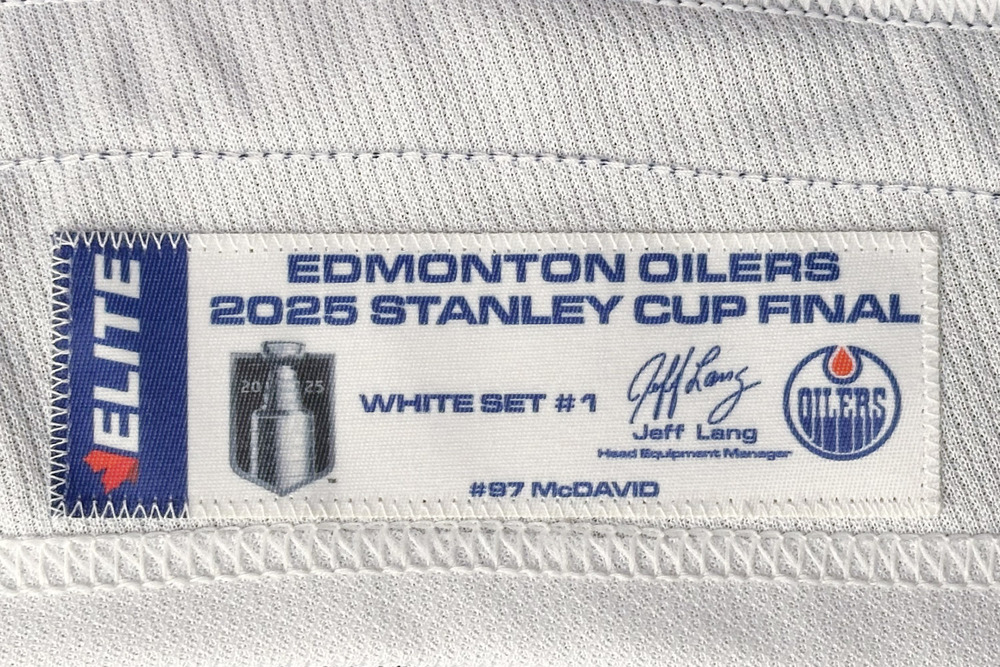 ELITE
EDMONTON OILERS
2025 STANLEY CUP FINAL
20 25
WHITE SET #1
Jeff Lang
Jeff Lang
Head Equipment Manager
OILERS
#97 McDAVID
™